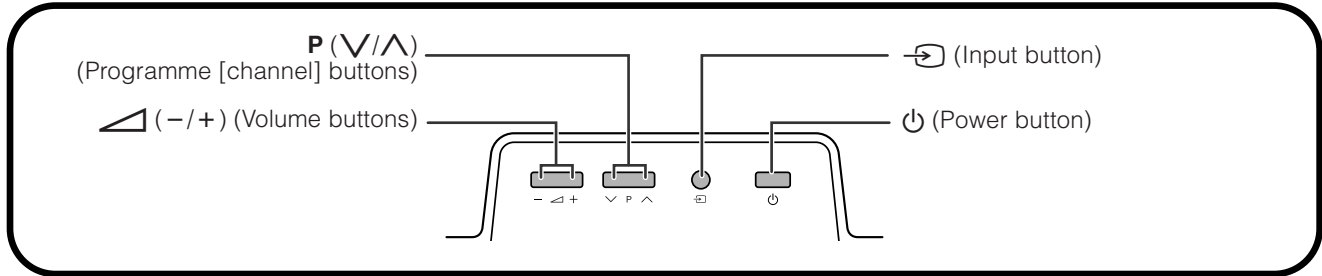 P (∨/∧)
(Programme [channel] buttons)
(−/+) (Volume buttons)
(Input button)
(Power button)
− + ∨ P ∧